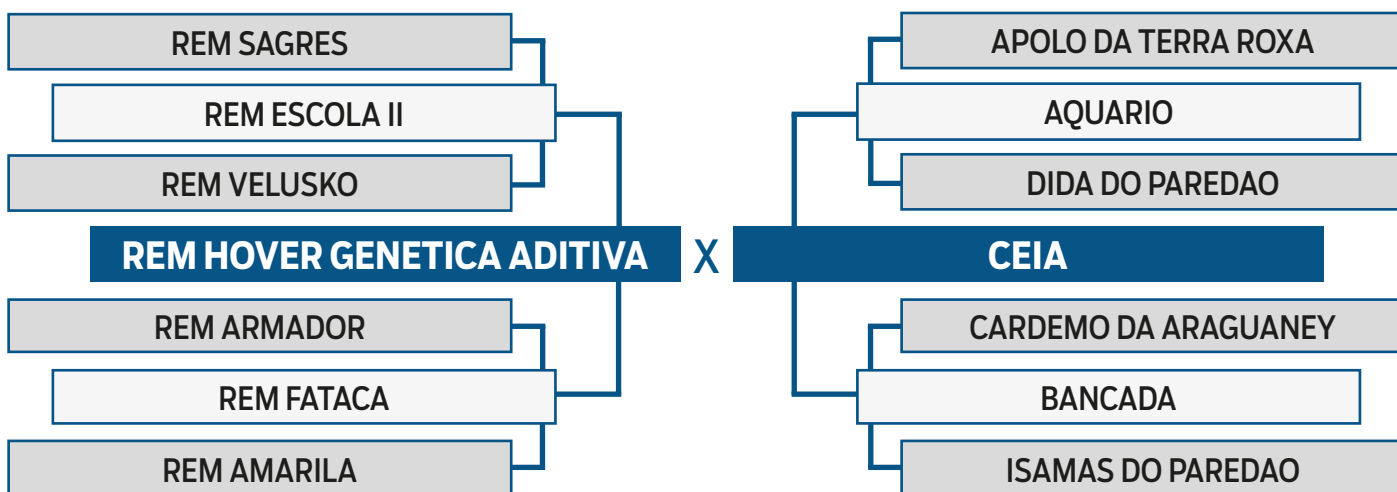 REM SAGRES
REM ESCOLA II
REM VELUSKO
REM HOVER GENETICA ADITIVA
REM ARMADOR
REM FATACA
REM AMARILA
X
APOLO DA TERRA ROXA
AQUARIO
DIDA DO PAREDAO
CEIA
CARDEMO DA ARAGUANEY
BANCADA
ISAMAS DO PAREDAO